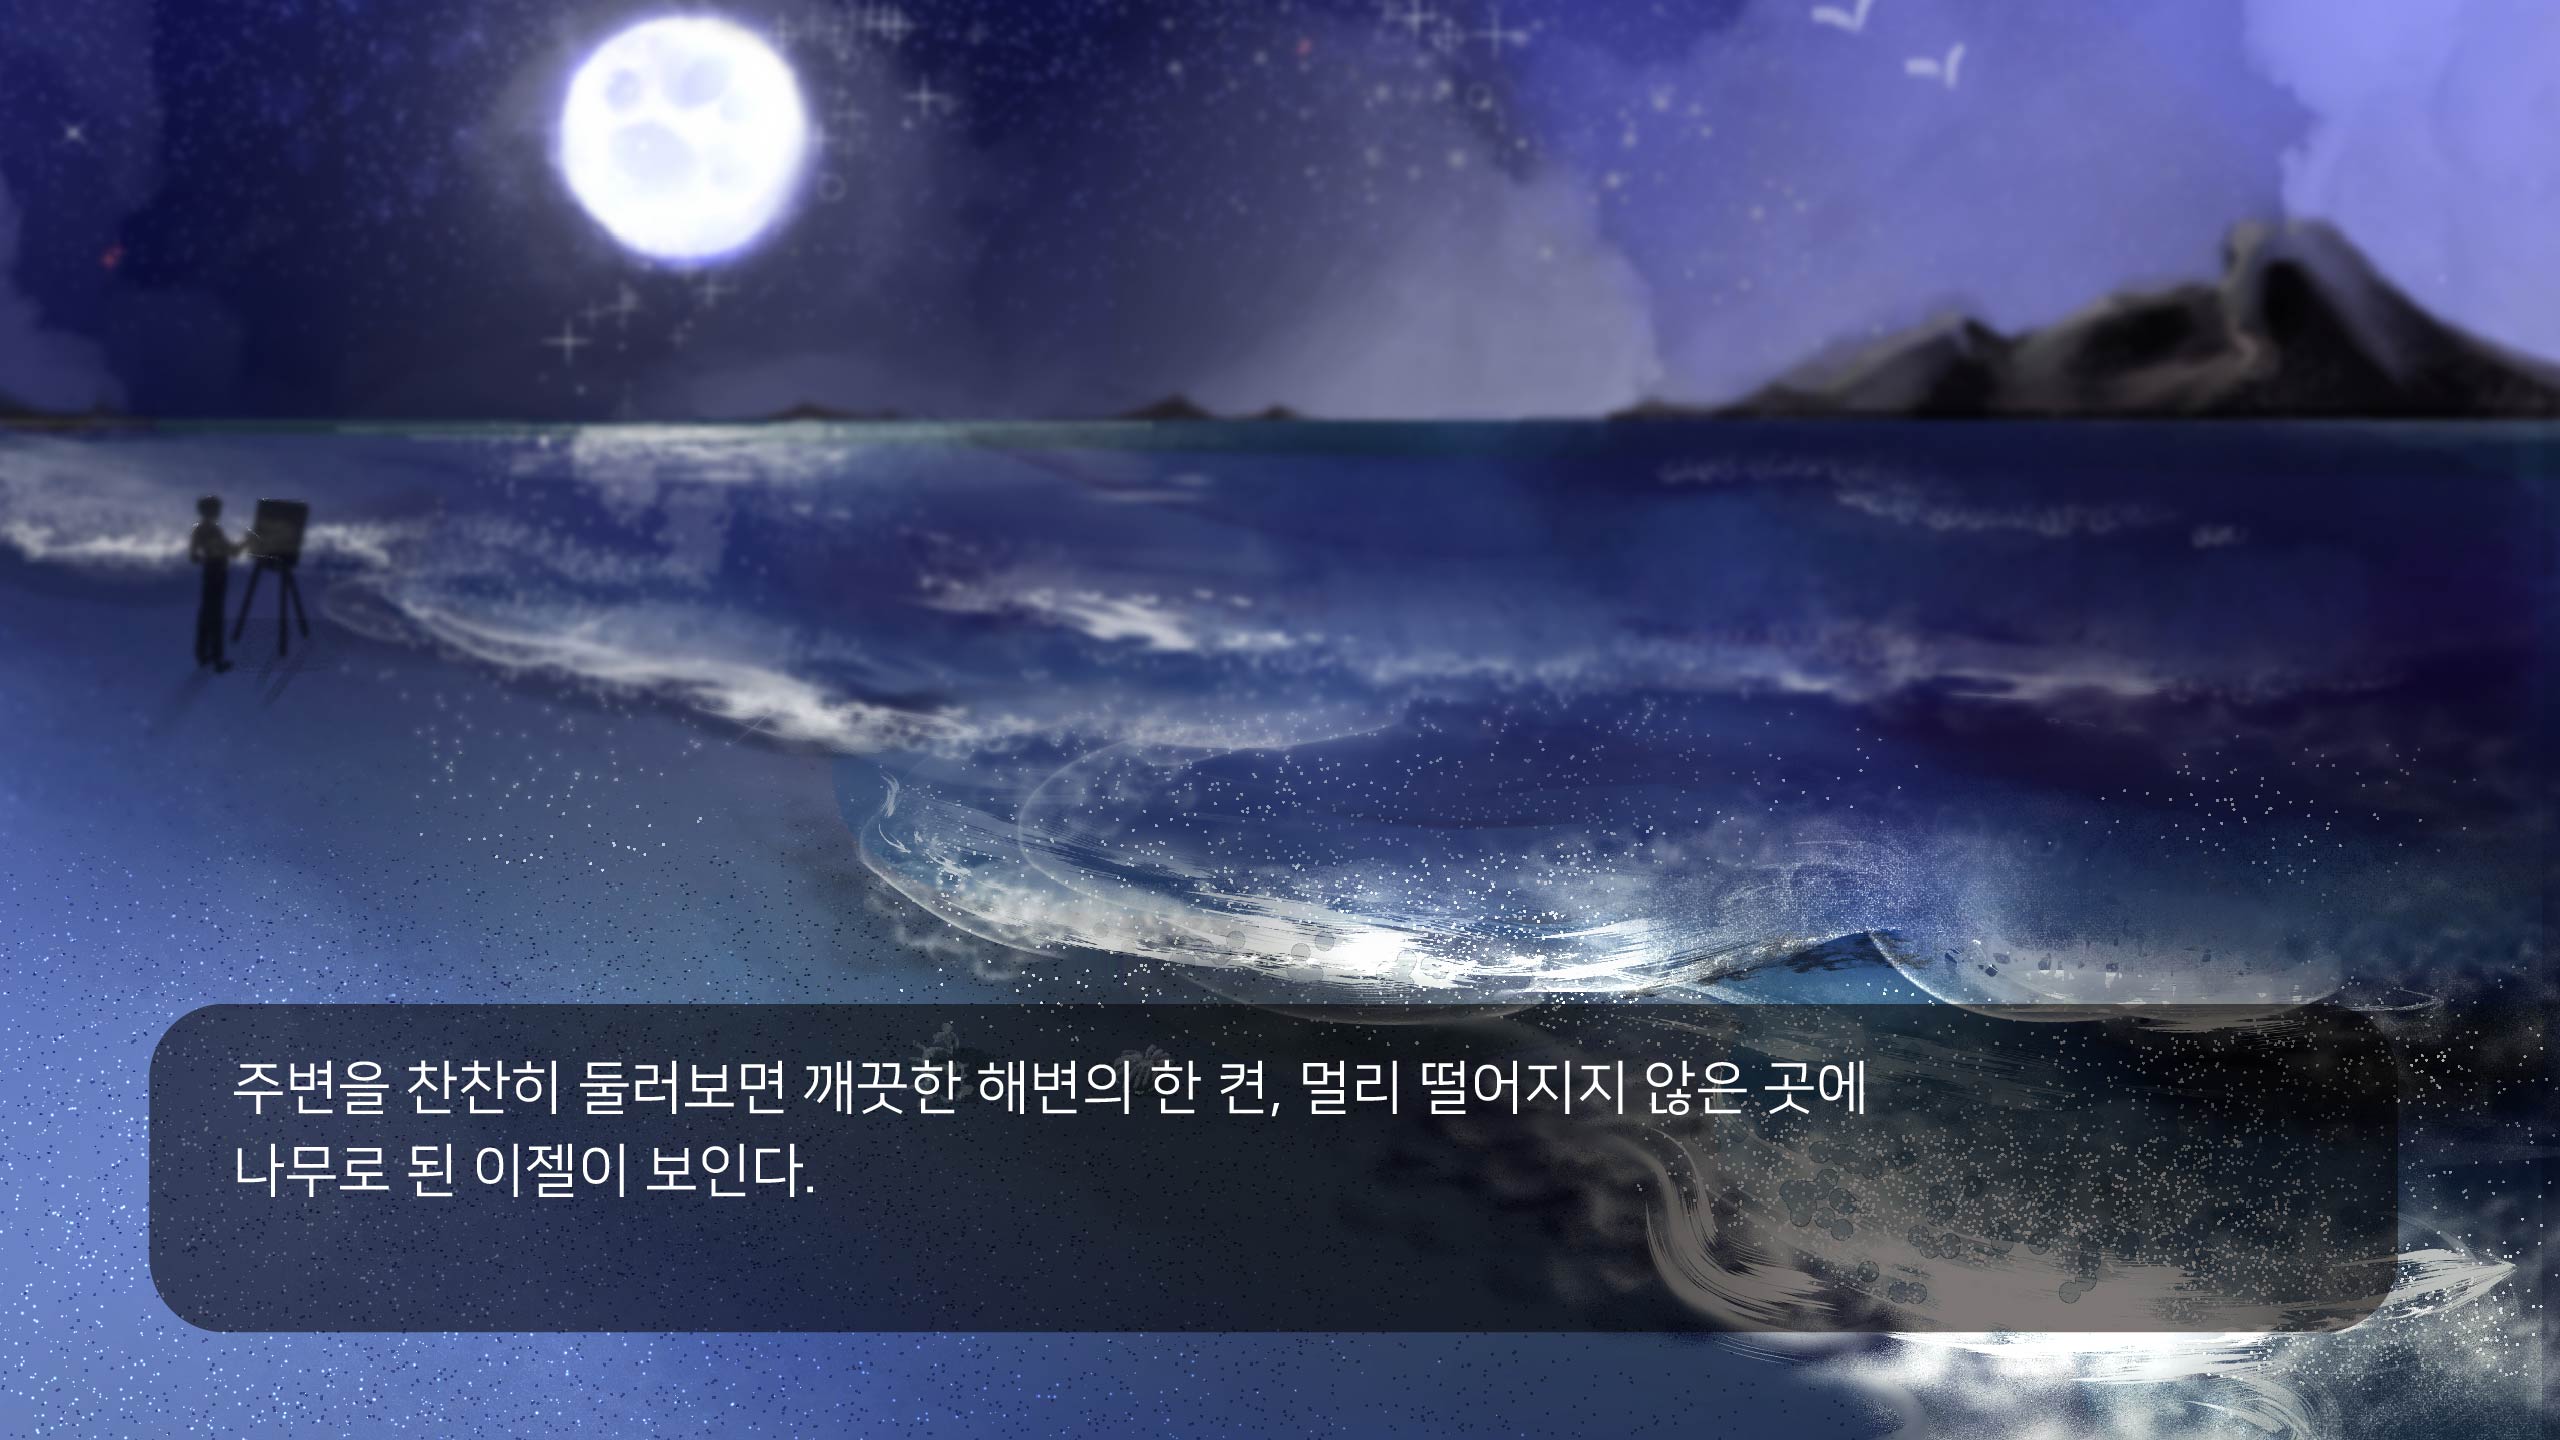 주변을 찬찬히 둘러보면 깨끗한 해변의 한 켠, 멀리 떨어지지 않은 곳에
나무로 된 이젤이 보인다.